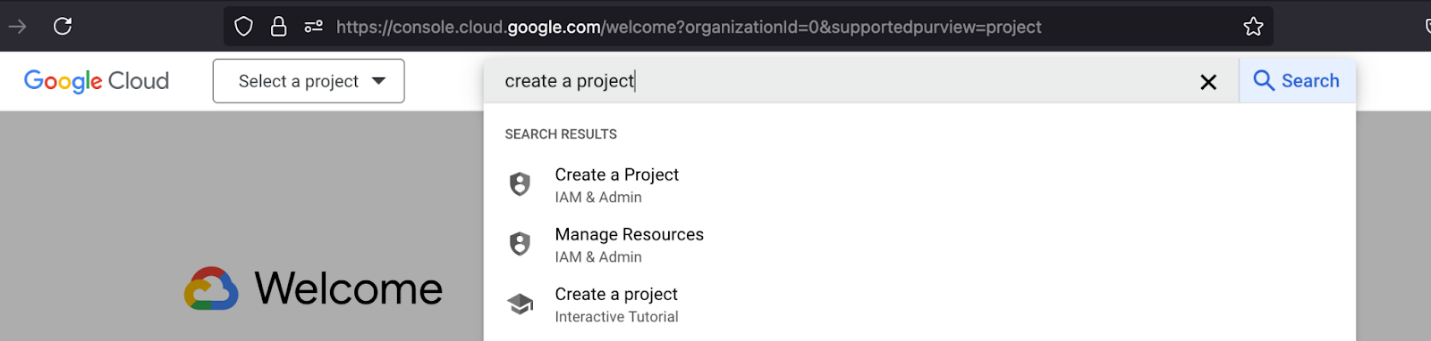 https://console.cloud.google.com/welcome?organizationId=0&supportedpurview=project
Google Cloud Select a project create a project Search
SEARCH RESULTS
Create a Project
IAM & Admin
Manage Resources
IAM & Admin
Welcome
Create a project
Interactive Tutorial